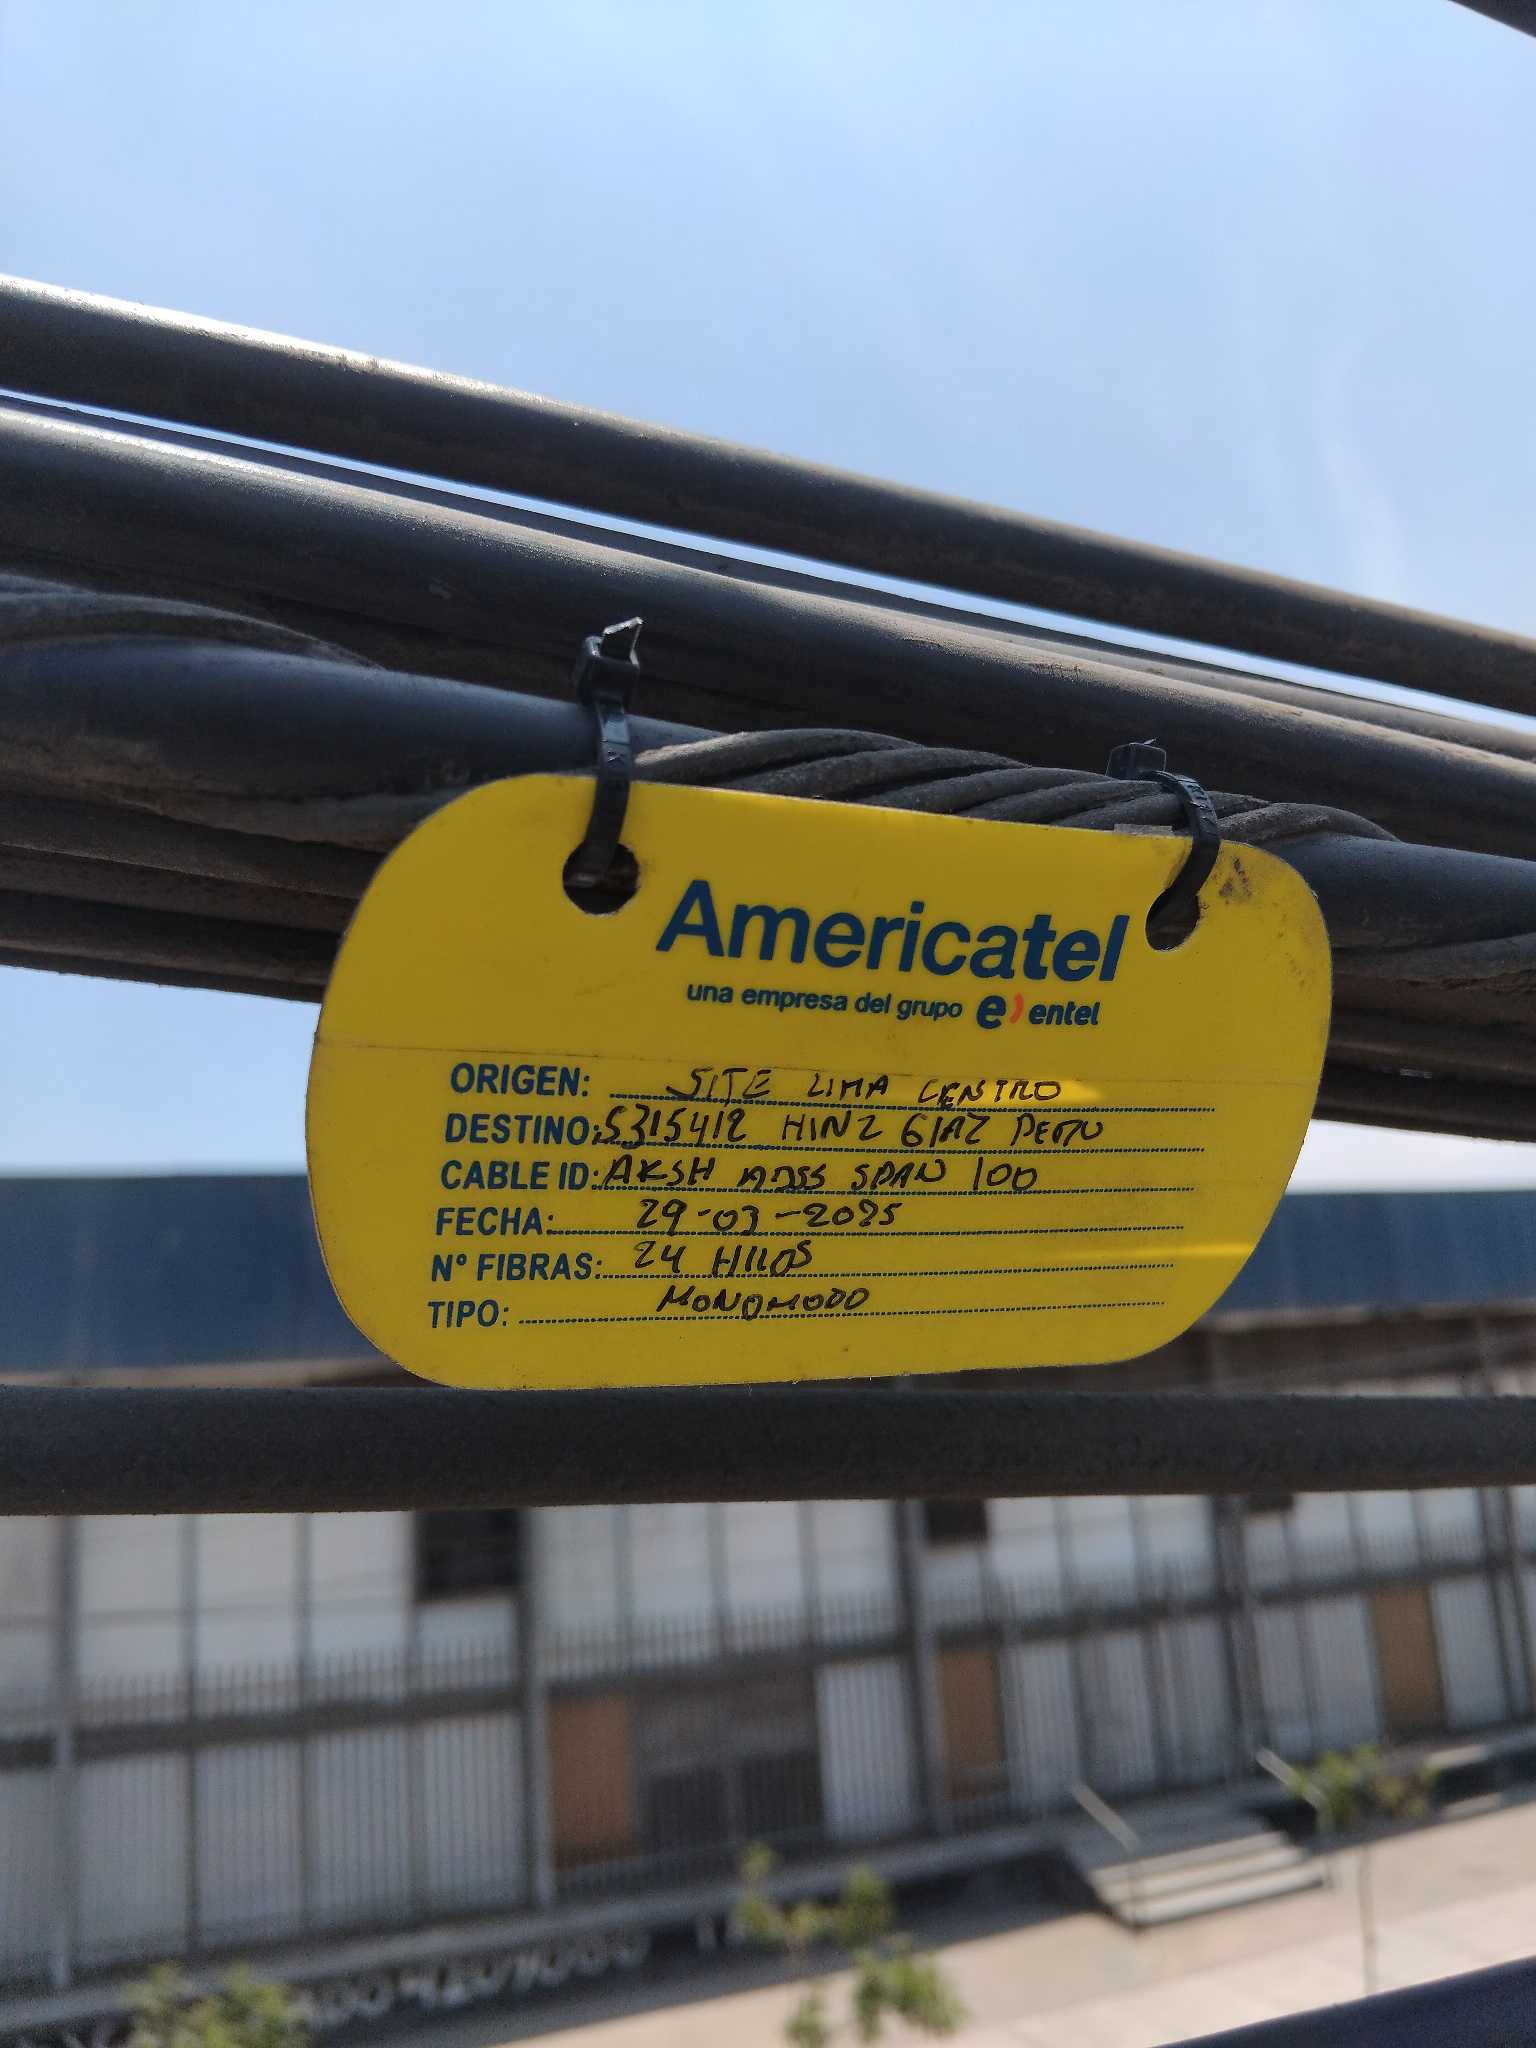 Americatel
una empresa del grupo e) entel
ORIGEN: SITE LIMA CENTRO
DESTINO: 5315412 HINZ GIAZ PERU
CABLE ID: AKSH ADSS SPAN 100
FECHA: 29-03-2025
N° FIBRAS: 24 HILOS
TIPO: MONOMODO